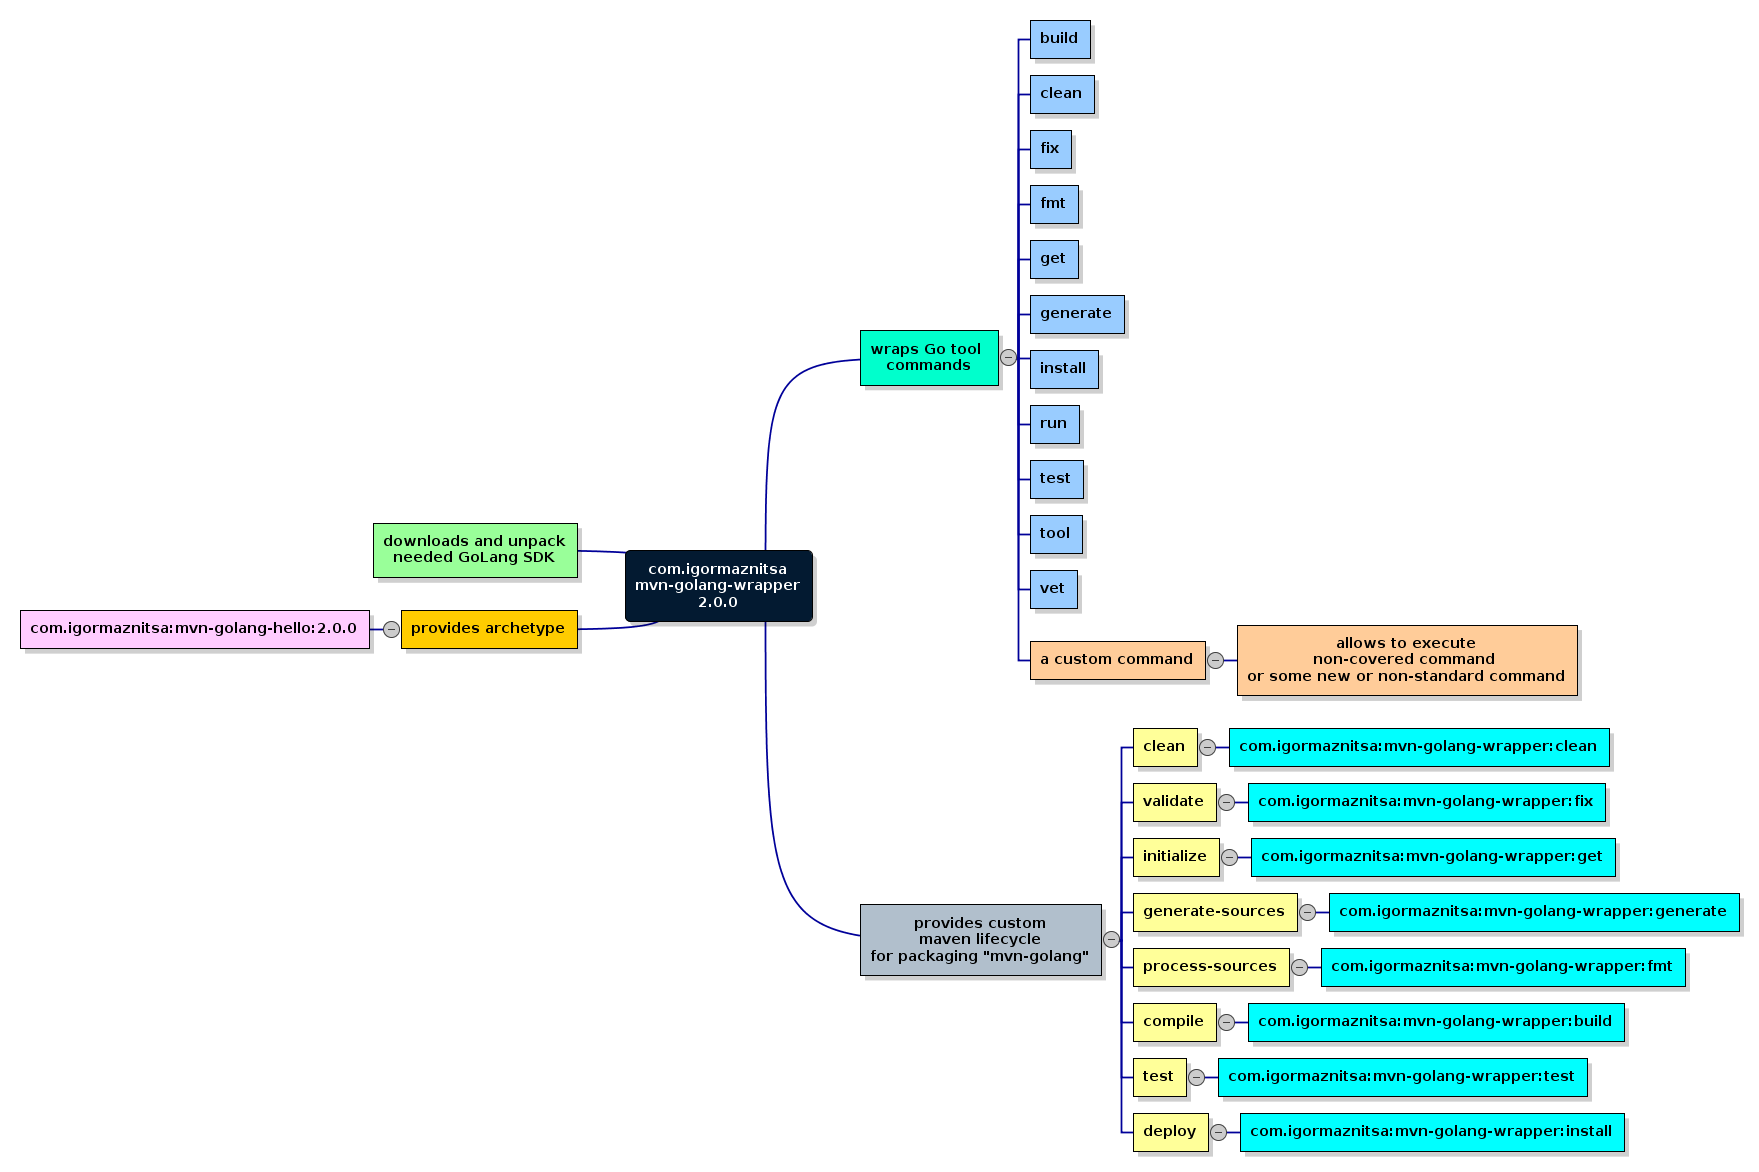 build
clean
fix
fmt
get
generate
wraps Go tool
commands
install
run
test
tool
vet
downloads and unpack
needed GoLang SDK
com.igormaznitsa
mvn-golang-wrapper
2.0.0
com.igormaznitsa:mvn-golang-hello:2.0.0
provides archetype
a custom command
allows to execute
non-covered command
or some new or non-standard command
provides custom
maven lifecycle
for packaging "mvn-golang"
clean
com.igormaznitsa:mvn-golang-wrapper:clean
validate
com.igormaznitsa:mvn-golang-wrapper:fix
initialize
com.igormaznitsa:mvn-golang-wrapper:get
generate-sources
com.igormaznitsa:mvn-golang-wrapper:generate
process-sources
com.igormaznitsa:mvn-golang-wrapper:fmt
compile
com.igormaznitsa:mvn-golang-wrapper:build
test
com.igormaznitsa:mvn-golang-wrapper:test
deploy
com.igormaznitsa:mvn-golang-wrapper:install